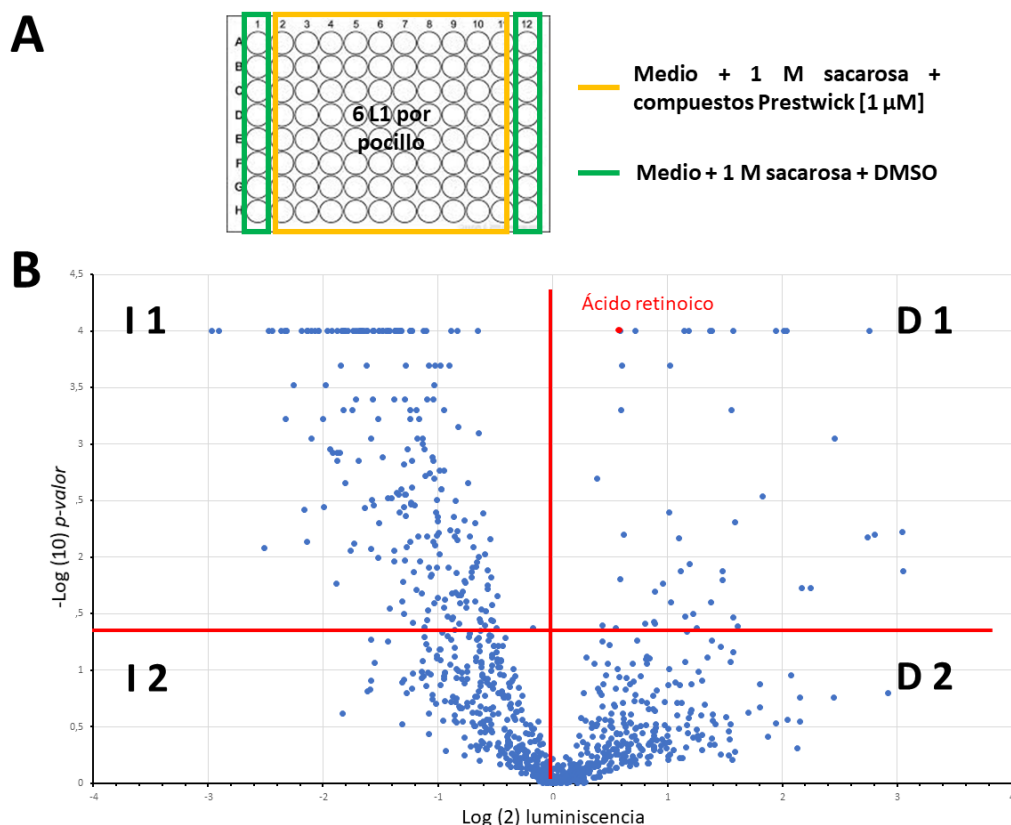 A
1 2 3 4 5 6 7 8 9 10 11 12
A
B
C
D
E
F
G
H
6 L1 por
pocillo
Medio + 1 M sacarosa +
compuestos Prestwick [1 µM]
Medio + 1 M sacarosa + DMSO
B
4,5
4
3,5
3
,5
2
,5
1
0,5
0
-4 -3 -2 -1 0 1 2 3 4
I 1
Ácido retinoico
D 1
I 2
D 2
-Log (10) p-valor
Log (2) luminiscencia